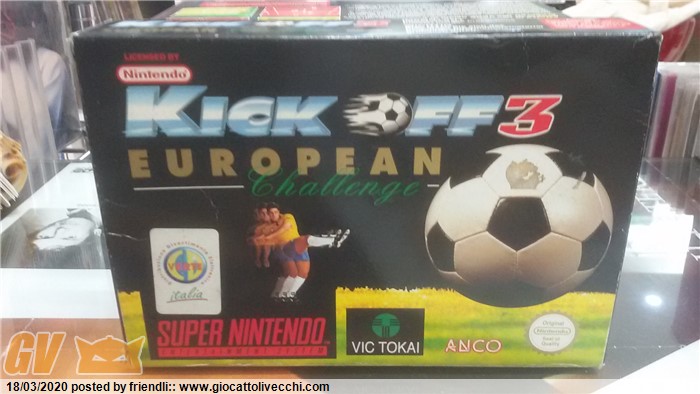 LICENSED BY
Nintendo
KICK OFF 3
EUROPEAN
Challenge
italia
SUPER NINTENDO
ENTERTAINMENT SYSTEM
VIC TOKAI
ANCO
Original
Nintendo
Seal of
Quality
GV
18/03/2020 posted by friendli:: www.giocattolivecchi.com